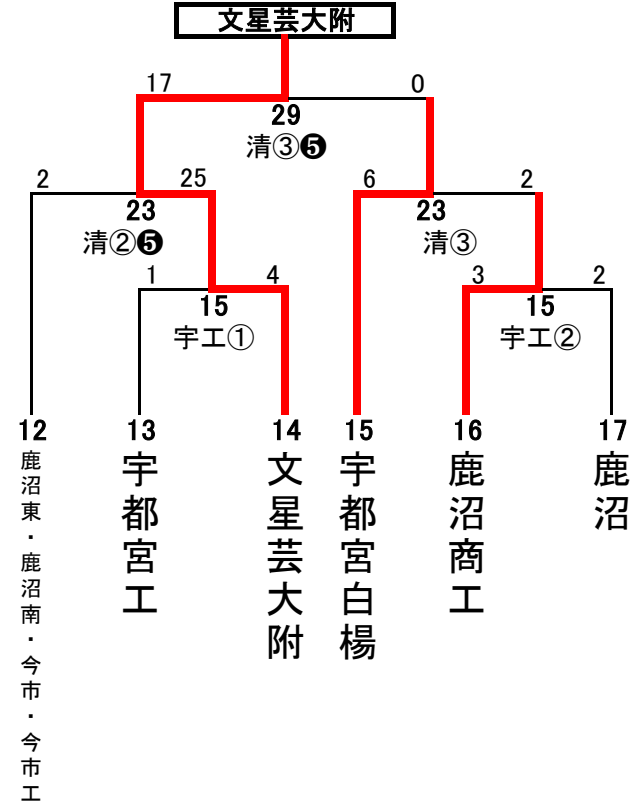 文星芸大附
17 0
29
清③❺
2 25 6 2
23 23
清②❺ 清③
1 4 3 2
15 15
宇工① 宇工②
12 13 14 15 16 17
鹿沼東・鹿沼南・今市・今市工
宇都宮工
文星芸大附
宇都宮白楊
鹿沼商工
鹿沼